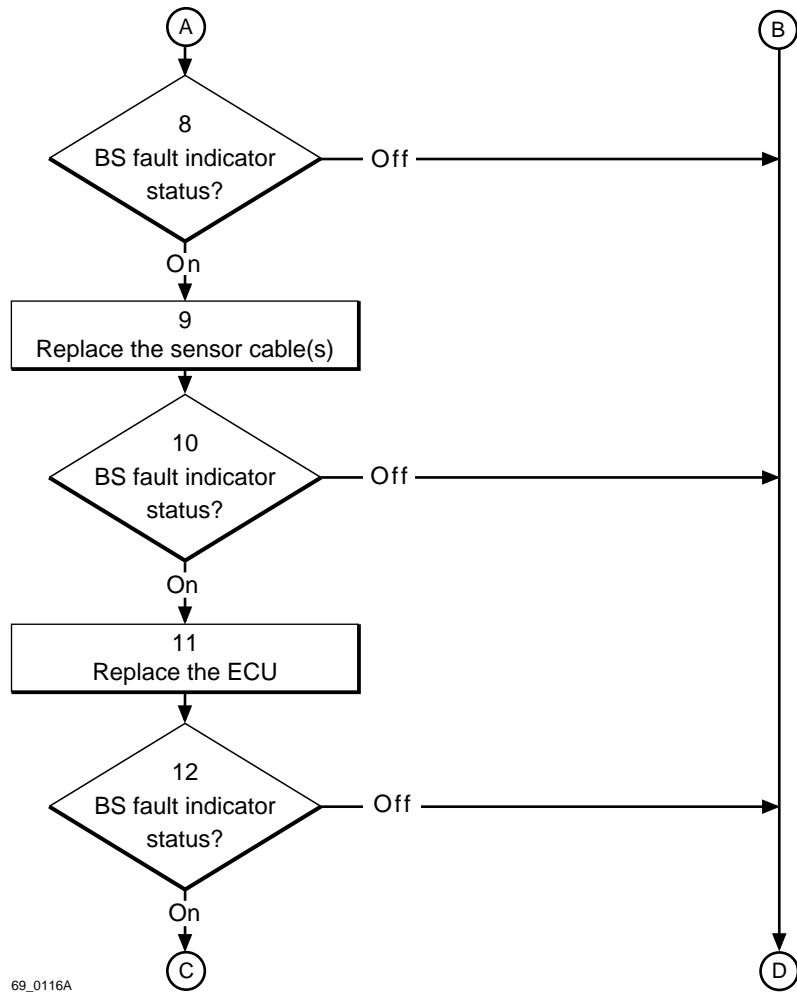 A
B
8
BS fault indicator
status?
Off
On
9
Replace the sensor cable(s)
10
BS fault indicator
status?
Off
On
11
Replace the ECU
12
BS fault indicator
status?
Off
On
C
D
69_0116A